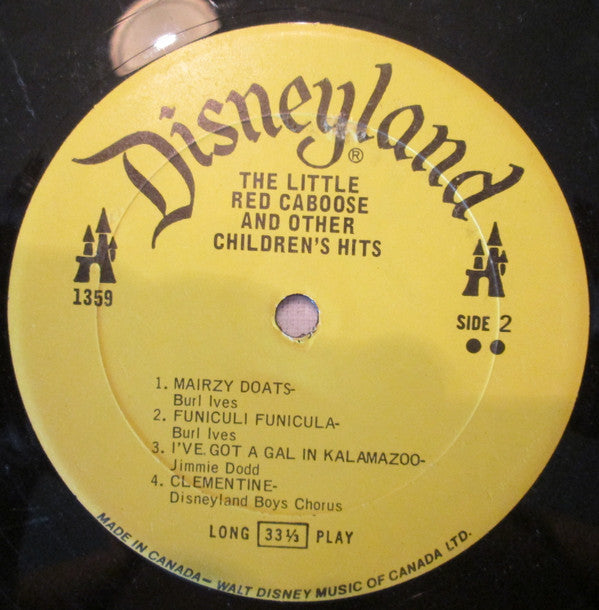 Disneyland®
THE LITTLE
RED CABOOSE
AND OTHER
CHILDREN'S HITS
1359
SIDE 2
1. MAIRZY DOATS-
Burl Ives
2. FUNICULI FUNICULA-
Burl Ives
3. I'VE GOT A GAL IN KALAMAZOO-
Jimmie Dodd
4. CLEMENTINE-
Disneyland Boys Chorus
LONG 33⅓ PLAY
MADE IN CANADA- WALT DISNEY MUSIC OF CANADA LTD.